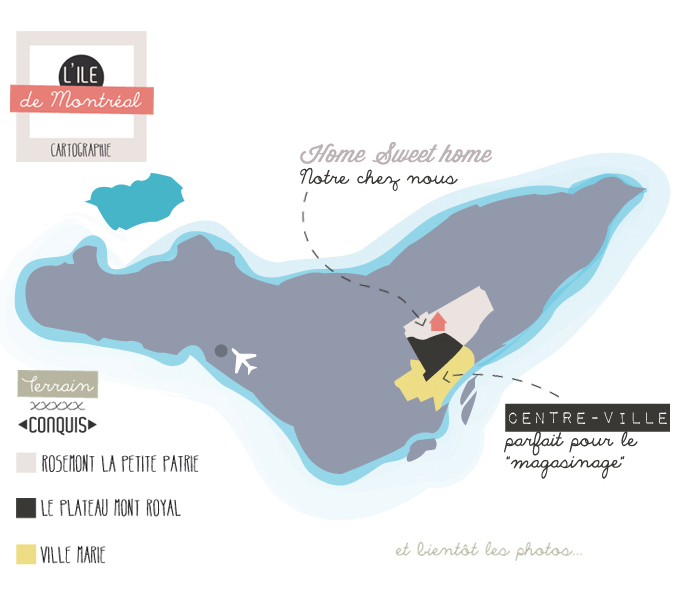 L'ILE
de Montréal
CARTOGRAPHIE
Home Sweet home
Notre chez nous
Terrain
xxxxx
CONQUIS
ROSEMONT LA PETITE PATRIE
LE PLATEAU MONT ROYAL
VILLE MARIE
CENTRE-VILLE
parfait pour le
"magasinage"
et bientôt les photos...